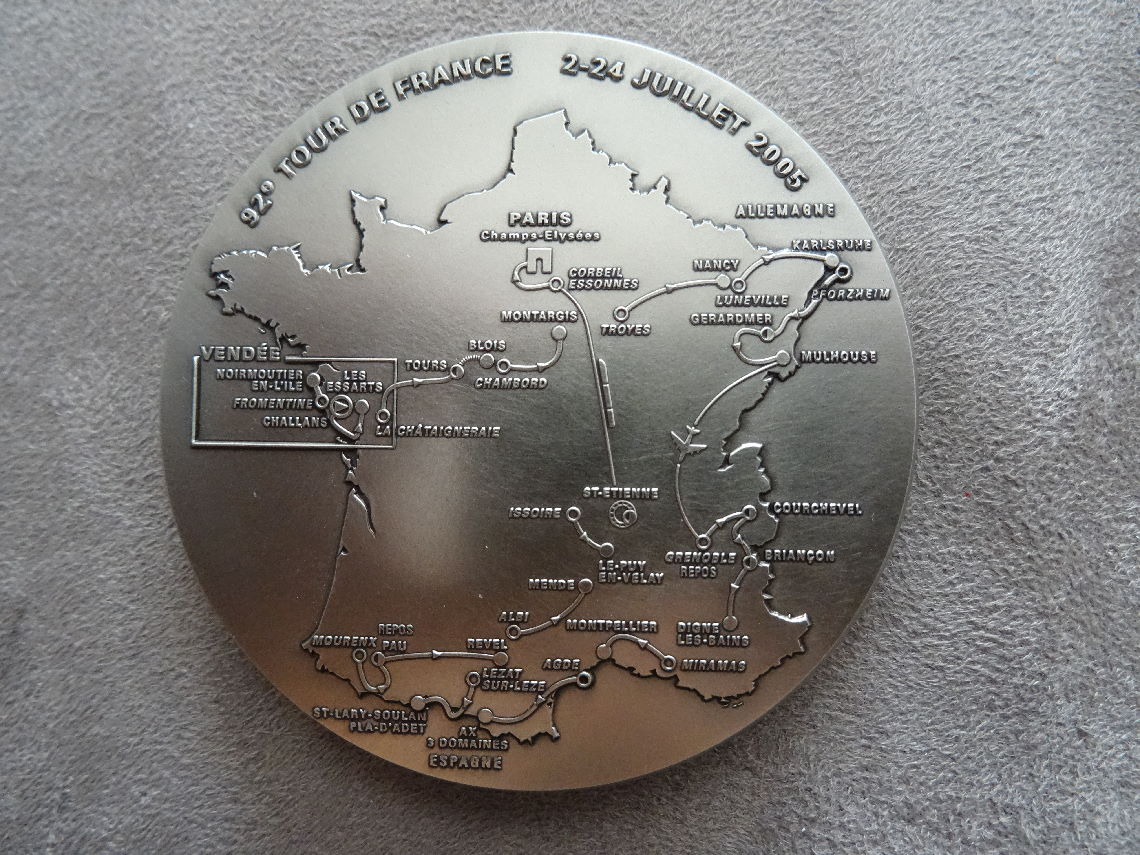 92º TOUR DE FRANCE 2-24 JUILLET 2005
ALLEMAGNE
PARIS
Champs-Elysées
KARLSRUHE
CORBEIL
ESSONNES
NANCY
LUNEVILLE
PFORZHEIM
MONTARGIS
TROYES
GERARDMER
MULHOUSE
VENDÉE
BLOIS
TOURS
CHAMBORD
NOIRMOUTIER
EN-L'ILE
LES
ESSARTS
FROMENTINE
CHALLANS
LA CHÂTAIGNERAIE
ST-ETIENNE
ISSOIRE
COURCHEVEL
GRENOBLE
REPOS
BRIANÇON
LE-PUY
EN-VELAY
MENDE
ALBI
MONTPELLIER
DIGNE
LES-BAINS
MOURENX
REPOS
PAU
REVEL
AGDE
MIRAMAS
LEZAT
SUR-LEZE
ST-LARY-SOULAN
PLA-D'ADET
AX
3 DOMAINES
ESPAGNE